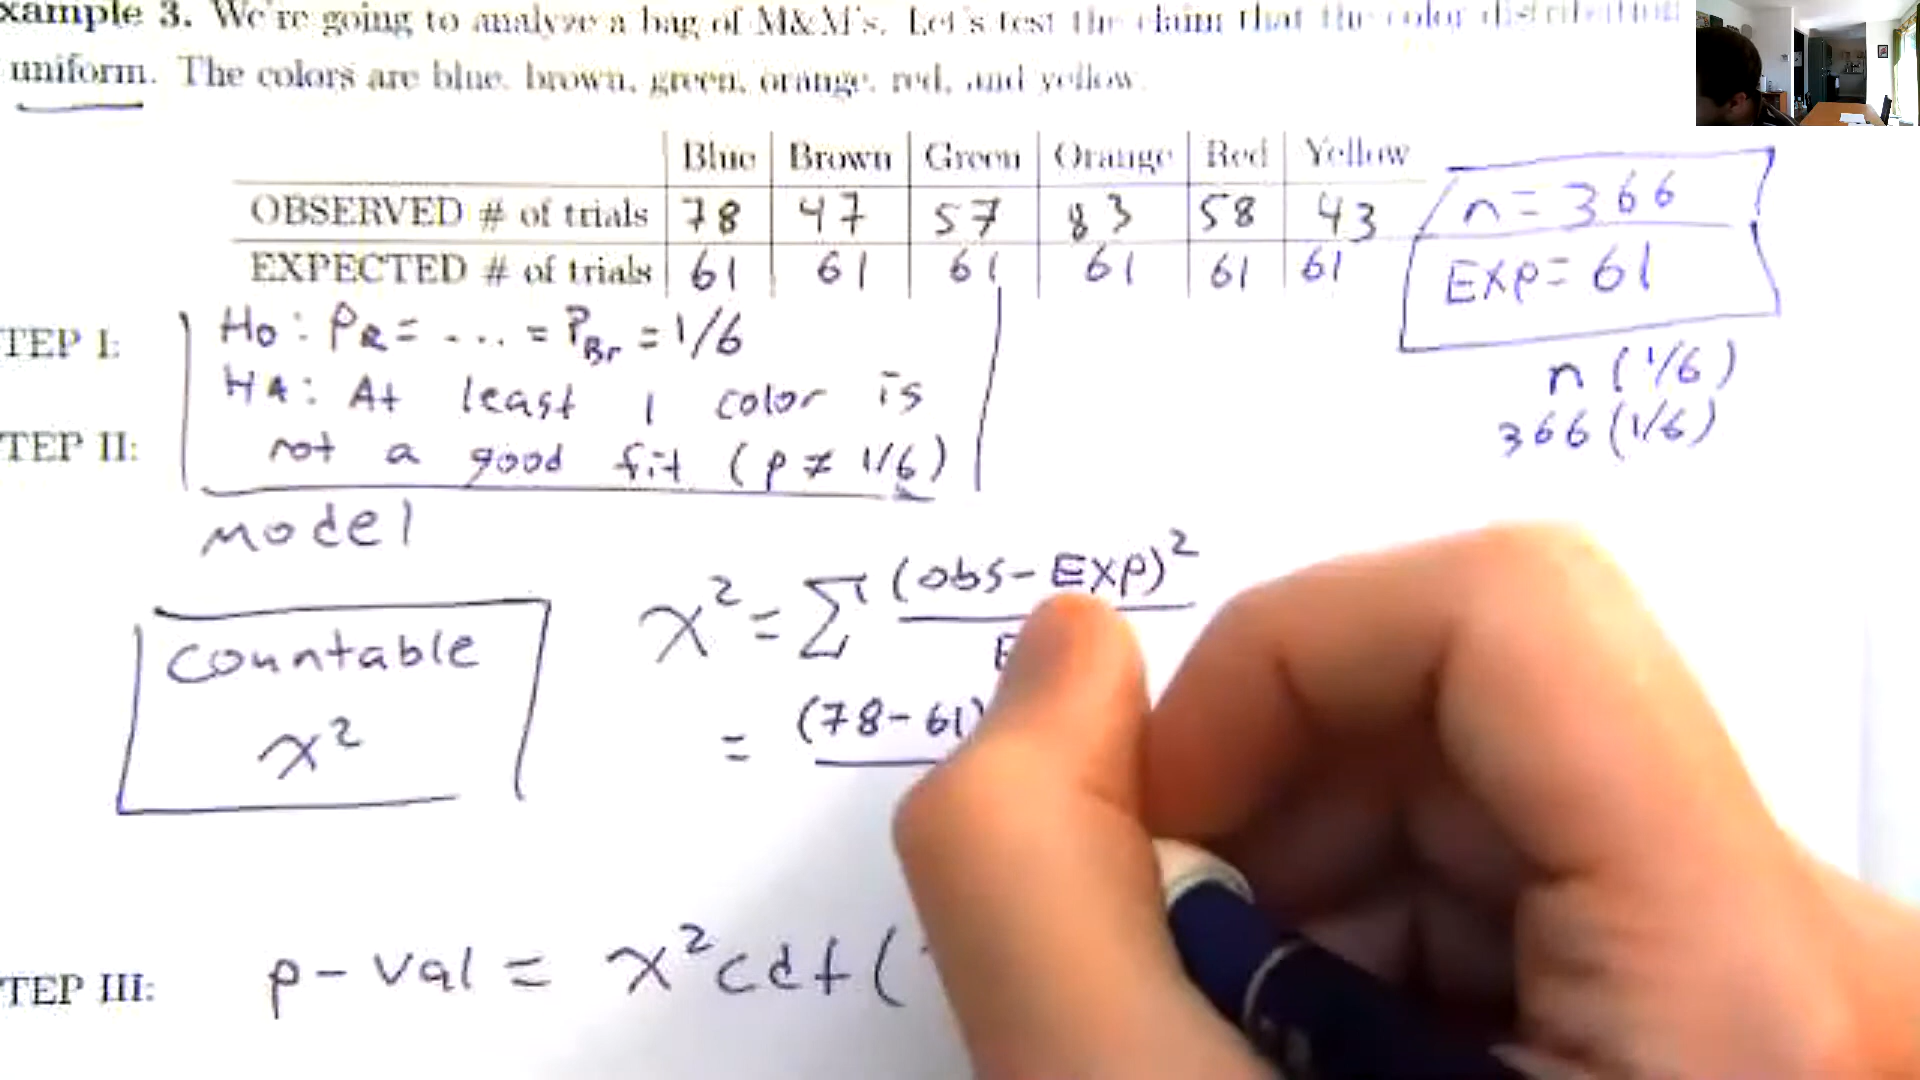 xample 3. We're going to analyze a bag of M&M's. Let's test the claim that the color distribution
uniform. The colors are blue, brown, green, orange, red, and yellow.
Blue Brown Green Orange Red Yellow
OBSERVED # of trials 78 47 57 83 58 43
EXPECTED # of trials 61 61 61 61 61 61
n = 366
EXP = 61
n (1/6)
366 (1/6)
TEP I:
H0 : PR = ... = PBr = 1/6
HA : At least 1 color is
TEP II:
not a good fit (p ≠ 1/6)
model
countable
χ²
χ² = Σ (obs - EXP)²
E
= (78 - 61)
TEP III:
p-val = χ²cdf (